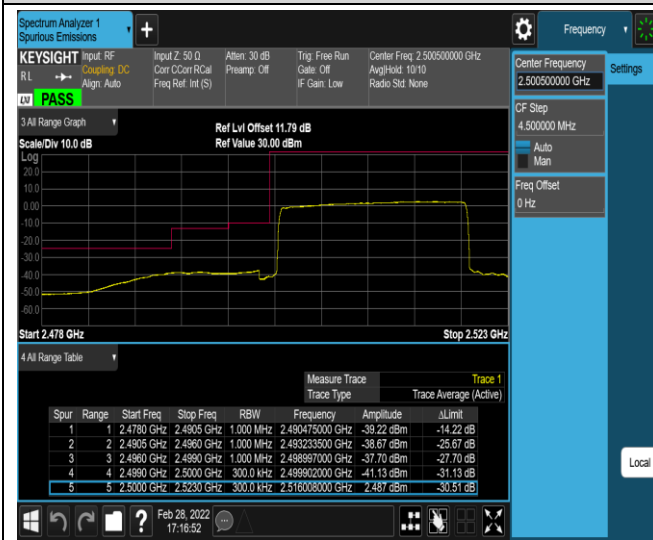 Spectrum Analyzer 1
Spurious Emissions
Frequency
KEYSIGHT Input: RF
R L Coupling: DC
Align: Auto
Input Z: 50 Ω
Corr CCorr RCal
Freq Ref: Int (S)
Atten: 30 dB
Preamp: Off
Trig: Free Run
Gate: Off
IF Gain: Low
Center Freq: 2.500500000 GHz
Avg|Hold: 10/10
Radio Std: None
LXI PASS
Center Frequency
2.500500000 GHz
Settings
CF Step
4.500000 MHz
Auto
Man
Freq Offset
0 Hz
3 All Range Graph
Scale/Div 10.0 dB
Ref Lvl Offset 11.79 dB
Ref Value 30.00 dBm
Log
20.0
10.0
0.00
-10.0
-20.0
-30.0
-40.0
-50.0
-60.0
Start 2.478 GHz Stop 2.523 GHz
4 All Range Table
Measure Trace Trace 1
Trace Type Trace Average (Active)
Spur Range Start Freq Stop Freq RBW Frequency Amplitude ΔLimit
1 1 2.4780 GHz 2.4905 GHz 1.000 MHz 2.490475000 GHz -39.22 dBm -14.22 dB
2 2 2.4905 GHz 2.4960 GHz 1.000 MHz 2.493233500 GHz -38.67 dBm -25.67 dB
3 3 2.4960 GHz 2.4990 GHz 1.000 MHz 2.498997000 GHz -37.70 dBm -27.70 dB
4 4 2.4990 GHz 2.5000 GHz 300.0 kHz 2.499902000 GHz -41.13 dBm -31.13 dB
5 5 2.5000 GHz 2.5230 GHz 300.0 kHz 2.516008000 GHz 2.487 dBm -30.51 dB
Local
Feb 28, 2022
17:16:52